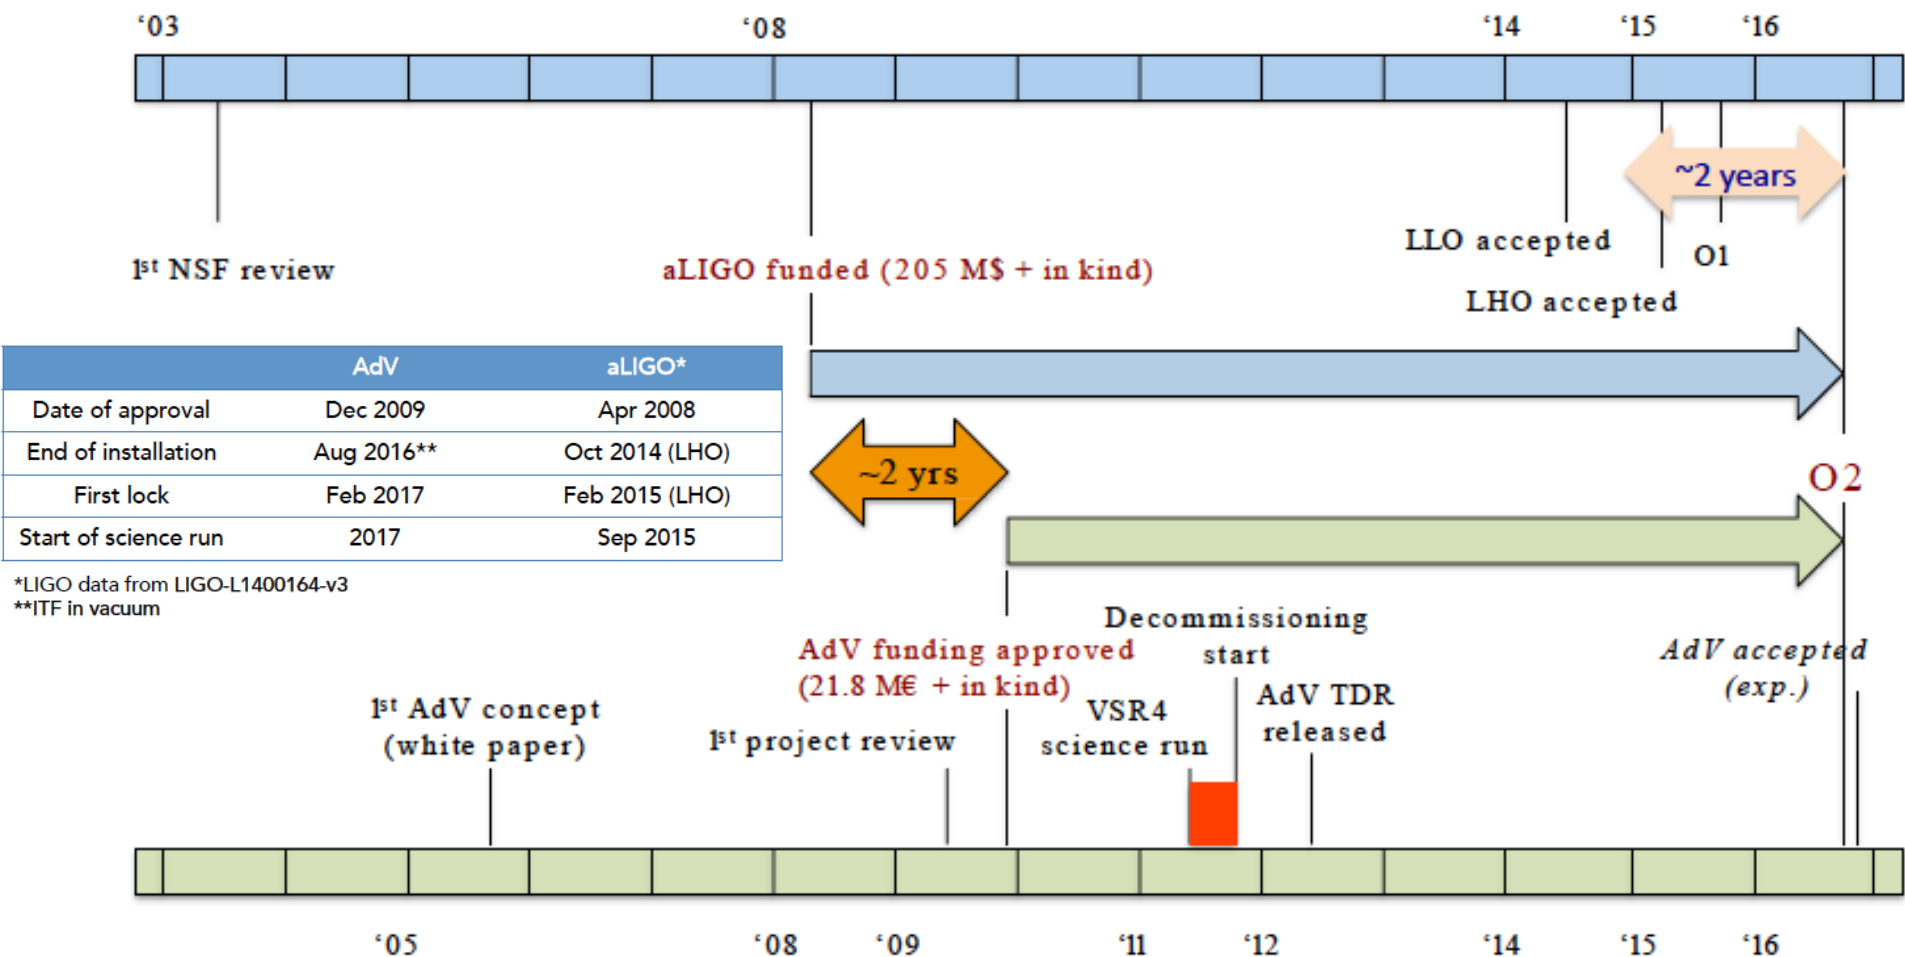 ‘03 ‘08 ‘14 ‘15 ‘16
~2 years
LLO accepted
O1
1st NSF review
aLIGO funded (205 M$ + in kind)
LHO accepted
AdV aLIGO*
Date of approval Dec 2009 Apr 2008
End of installation Aug 2016** Oct 2014 (LHO)
First lock Feb 2017 Feb 2015 (LHO)
Start of science run 2017 Sep 2015
*LIGO data from LIGO-L1400164-v3
**ITF in vacuum
~2 yrs
O2
Decommissioning
start
AdV funding approved
(21.8 M€ + in kind)
AdV accepted
(exp.)
1st AdV concept
(white paper)
1st project review
VSR4
science run
AdV TDR
released
‘05 ‘08 ‘09 ‘11 ‘12 ‘14 ‘15 ‘16